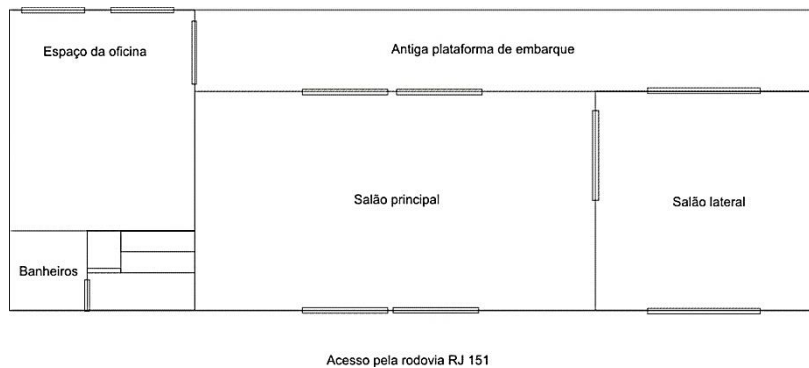 Espaço da oficina
Antiga plataforma de embarque
Salão principal
Salão lateral
Banheiros
Acesso pela rodovia RJ 151